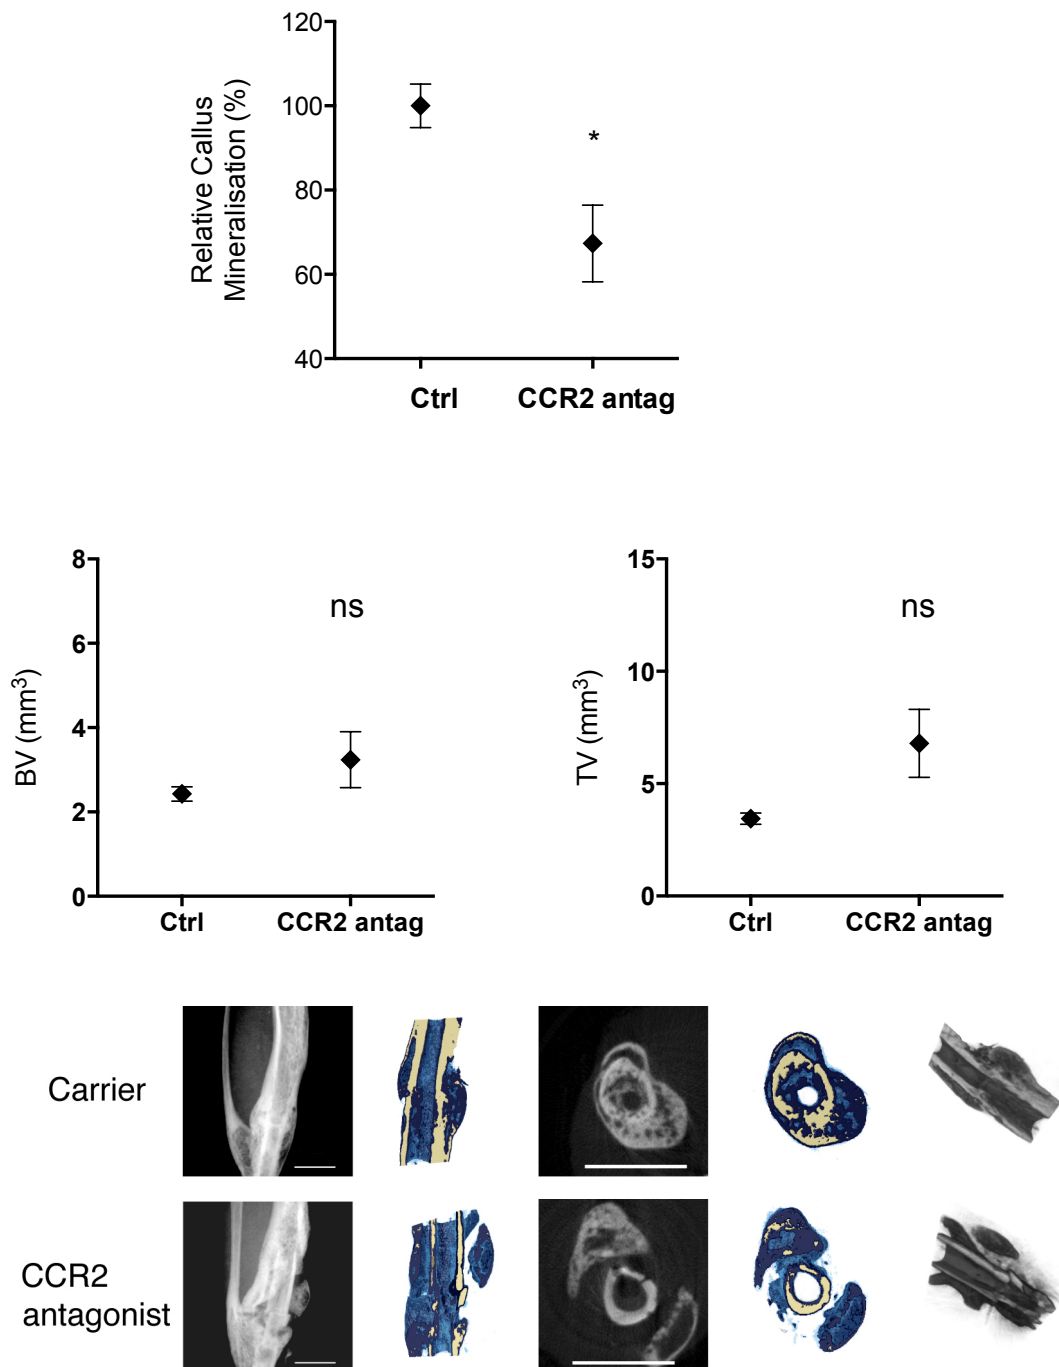 120
100
80
60
40
Relative Callus
Mineralisation (%)
*
Ctrl
CCR2 antag
8
6
4
2
0
BV (mm³)
ns
Ctrl
CCR2 antag
15
10
5
0
TV (mm³)
ns
Ctrl
CCR2 antag
Carrier
CCR2
antagonist